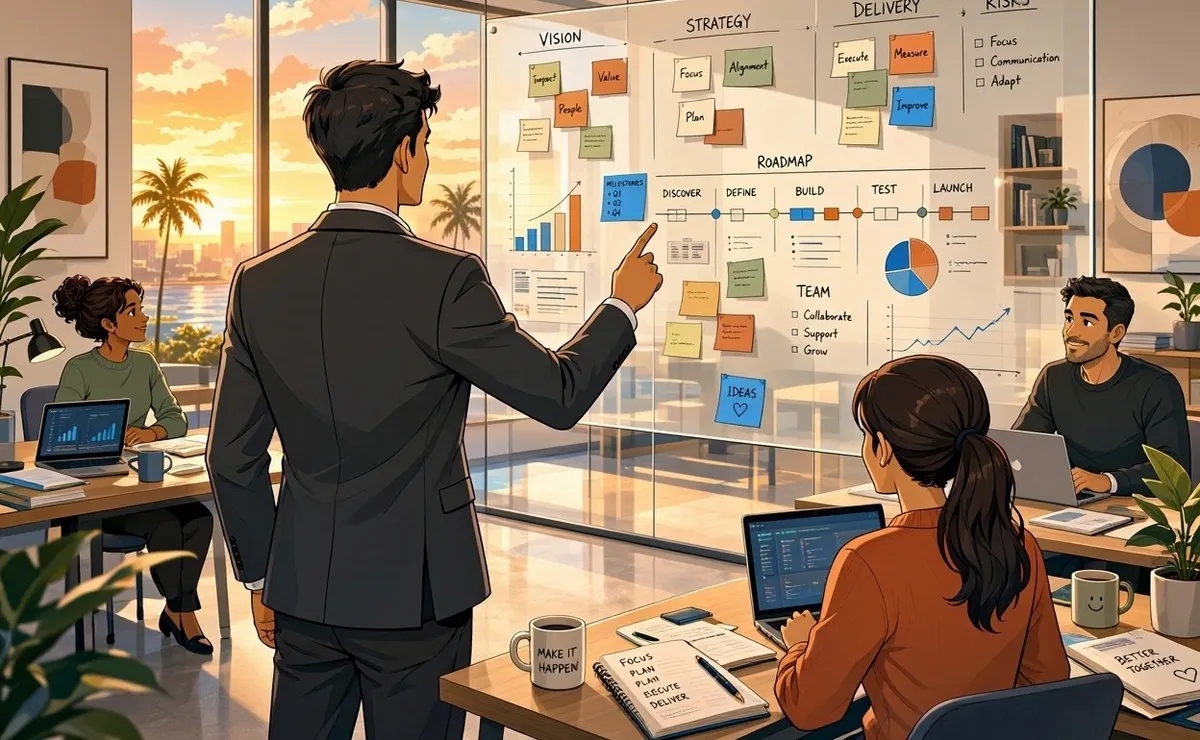 VISION
STRATEGY
DELIVERY
RISKS
Impact
Value
People
Focus
Alignment
Plan
Execute
Measure
Improve
Focus
Communication
Adapt
MILESTONES
• Q1
• Q3
• Q4
ROADMAP
DISCOVER
DEFINE
BUILD
TEST
LAUNCH
TEAM
Collaborate
Support
Grow
IDEAS
MAKE IT
HAPPEN
FOCUS
PLAN
PLAN
EXECUTE
DELIVER
BETTER
TOGETHER